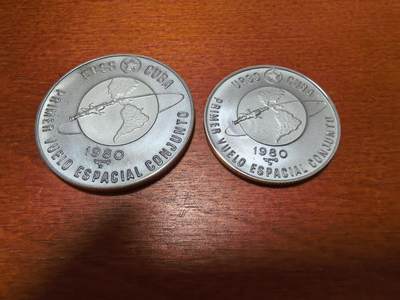 URSS CUBA
PRIMER VUELO ESPACIAL CONJUNTO
1980
URSS CUBA
PRIMER VUELO ESPACIAL CONJUNTO
1980